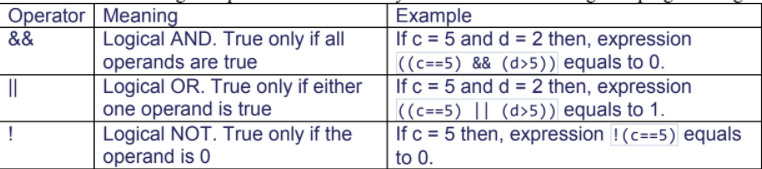 Operator Meaning Example
&& Logical AND. True only if all If c = 5 and d = 2 then, expression
operands are true ((c==5) && (d>5)) equals to 0.
|| Logical OR. True only if either If c = 5 and d = 2 then, expression
one operand is true ((c==5) || (d>5)) equals to 1.
! Logical NOT. True only if the If c = 5 then, expression !(c==5) equals
operand is 0 to 0.